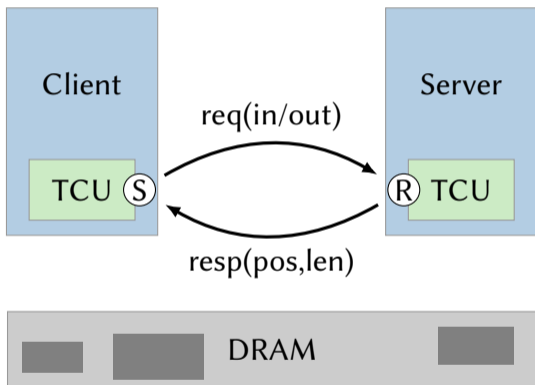 Client
Server
req(in/out)
TCU S
R TCU
resp(pos,len)
DRAM